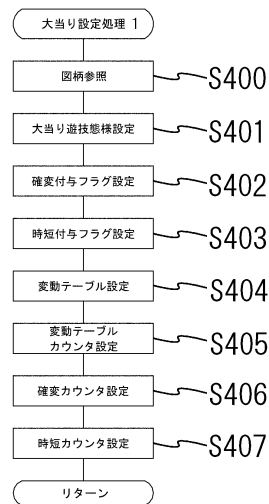 大当り設定処理 1
図柄参照
S400
大当り遊技態様設定
S401
確変付与フラグ設定
S402
時短付与フラグ設定
S403
変動テーブル設定
S404
変動テーブル
カウンタ設定
S405
確変カウンタ設定
S406
時短カウンタ設定
S407
リターン